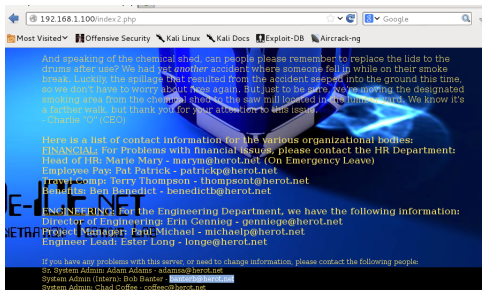 192.168.1.100/index2.php
Google
Most Visited Offensive Security Kali Linux Kali Docs Exploit-DB Aircrack-ng
And speaking of the chemical shed, can people please remember to replace the lids to the
drums after use? We had yet another accident where someone fell in while on their smoke
break. Luckily, the spillage that resulted from the accident seeped into the ground this time,
so we don't have to worry about fires again. But just to be sure, we're moving the designated
smoking area from the chemical shed to the saw mill located in the lumber yard. We know it's
a farther walk, but thank you for your attention to this issue.
- Charlie "O" (CEO)
Here is a list of contact information for the various organizational bodies:
FINANCIAL: For Problems with financial issues, please contact the HR Department:
Head of HR: Marie Mary - marym@herot.net (On Emergency Leave)
Employee Pay: Pat Patrick - patrickp@herot.net
Travel Comp: Terry Thompson - thompsont@herot.net
Benefits: Ben Benedict - benedictb@herot.net
ENGINEERING: For the Engineering Department, we have the following information:
Director of Engineering: Erin Gennieg - genniege@herot.net
Project Manager: Paul Michael - michaelp@herot.net
Engineer Lead: Ester Long - longe@herot.net
If you have any problems with this server, or need to change information, please contact the following people:
Sr. System Admin: Adam Adams - adamsa@herot.net
System Admin (Intern): Bob Banter - banterb@herot.net
System Admin: Chad Coffee - coffeec@herot.net